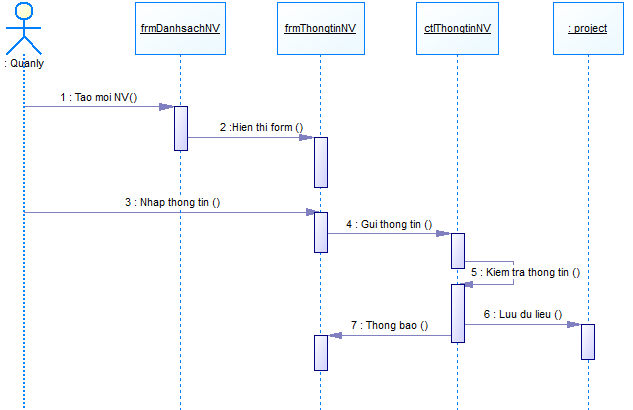 frmDanhsachNV
frmThongtinNV
ctlThongtinNV
: project
: Quanly
1 : Tao moi NV()
2 :Hien thi form ()
3 : Nhap thong tin ()
4 : Gui thong tin ()
5 : Kiem tra thong tin ()
6 : Luu du lieu ()
7 : Thong bao ()